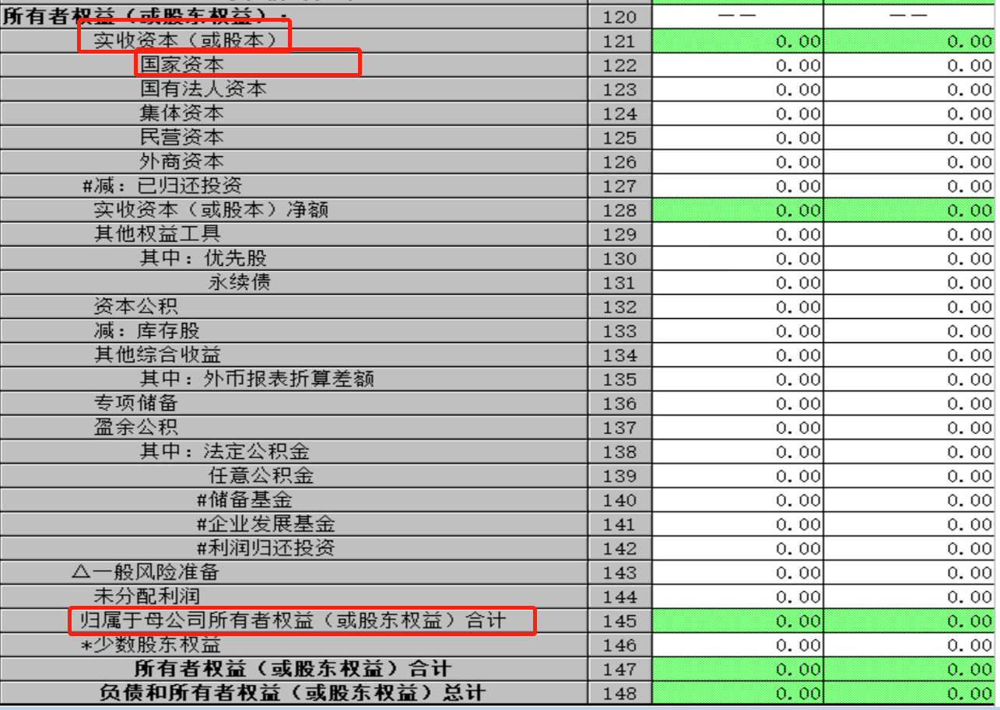 所有者权益（或股东权益）： 120 —— ——
实收资本（或股本） 121 0.00 0.00
国家资本 122 0.00 0.00
国有法人资本 123 0.00 0.00
集体资本 124 0.00 0.00
民营资本 125 0.00 0.00
外商资本 126 0.00 0.00
#减：已归还投资 127 0.00 0.00
实收资本（或股本）净额 128 0.00 0.00
其他权益工具 129 0.00 0.00
其中：优先股 130 0.00 0.00
永续债 131 0.00 0.00
资本公积 132 0.00 0.00
减：库存股 133 0.00 0.00
其他综合收益 134 0.00 0.00
其中：外币报表折算差额 135 0.00 0.00
专项储备 136 0.00 0.00
盈余公积 137 0.00 0.00
其中：法定公积金 138 0.00 0.00
任意公积金 139 0.00 0.00
#储备基金 140 0.00 0.00
#企业发展基金 141 0.00 0.00
#利润归还投资 142 0.00 0.00
△一般风险准备 143 0.00 0.00
未分配利润 144 0.00 0.00
归属于母公司所有者权益（或股东权益）合计 145 0.00 0.00
*少数股东权益 146 0.00 0.00
所有者权益（或股东权益）合计 147 0.00 0.00
负债和所有者权益（或股东权益）总计 148 0.00 0.00